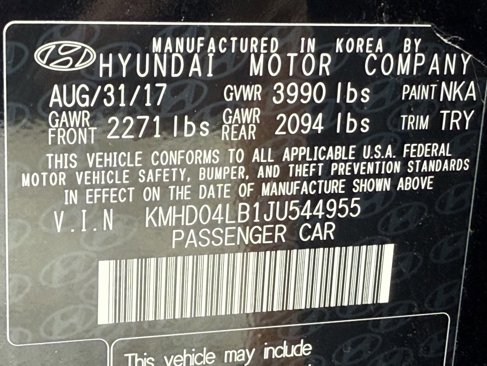 MANUFACTURED IN KOREA BY
HYUNDAI MOTOR COMPANY
AUG/31/17 GVWR 3990 lbs PAINT NKA
GAWR FRONT 2271 lbs GAWR REAR 2094 lbs TRIM TRY
THIS VEHICLE CONFORMS TO ALL APPLICABLE U.S.A. FEDERAL
MOTOR VEHICLE SAFETY, BUMPER, AND THEFT PREVENTION STANDARDS
IN EFFECT ON THE DATE OF MANUFACTURE SHOWN ABOVE
V.I.N KMHD04LB1JU544955
PASSENGER CAR
This vehicle may include